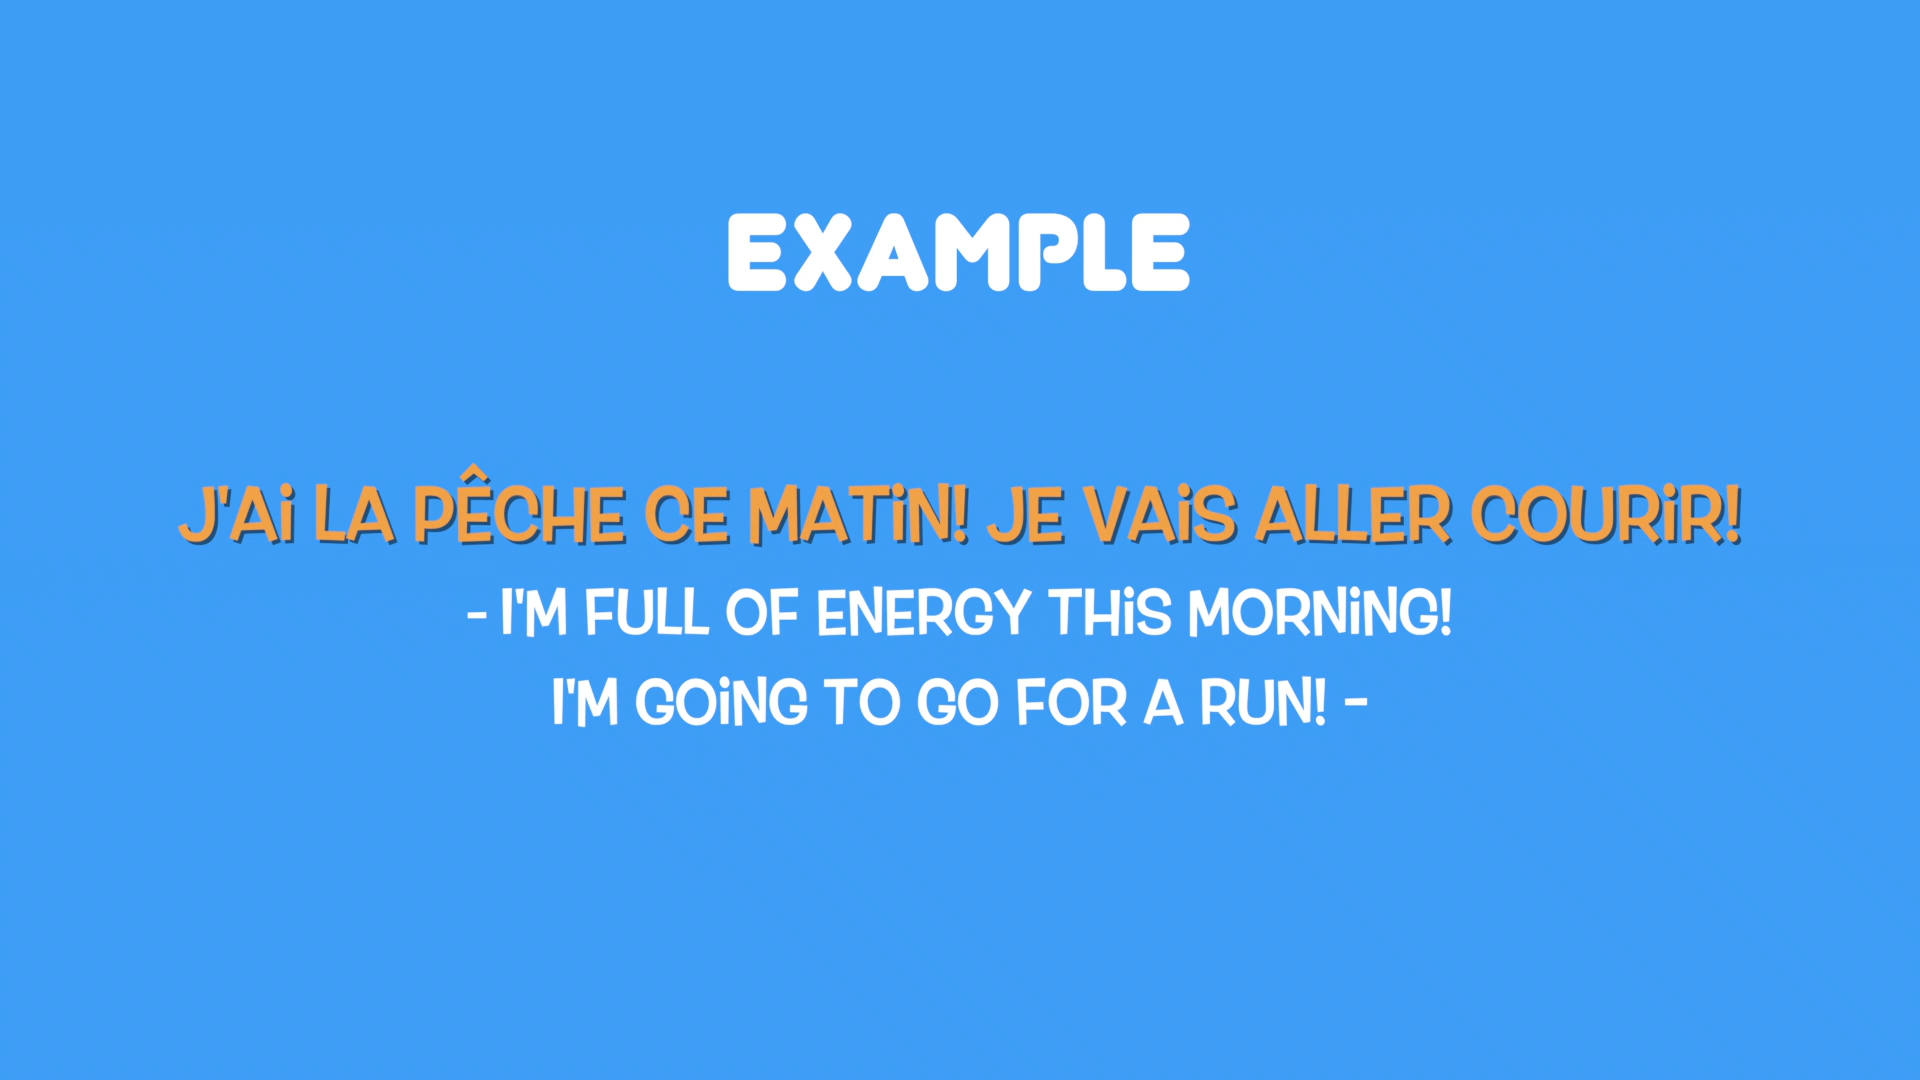 EXAMPLE
J'Ai LA PÊCHE CE MATiN! JE VAiS ALLER COURiR!
- I'M FULL OF ENERGY THiS MORNiNG!
I'M GOiNG TO GO FOR A RUN! -